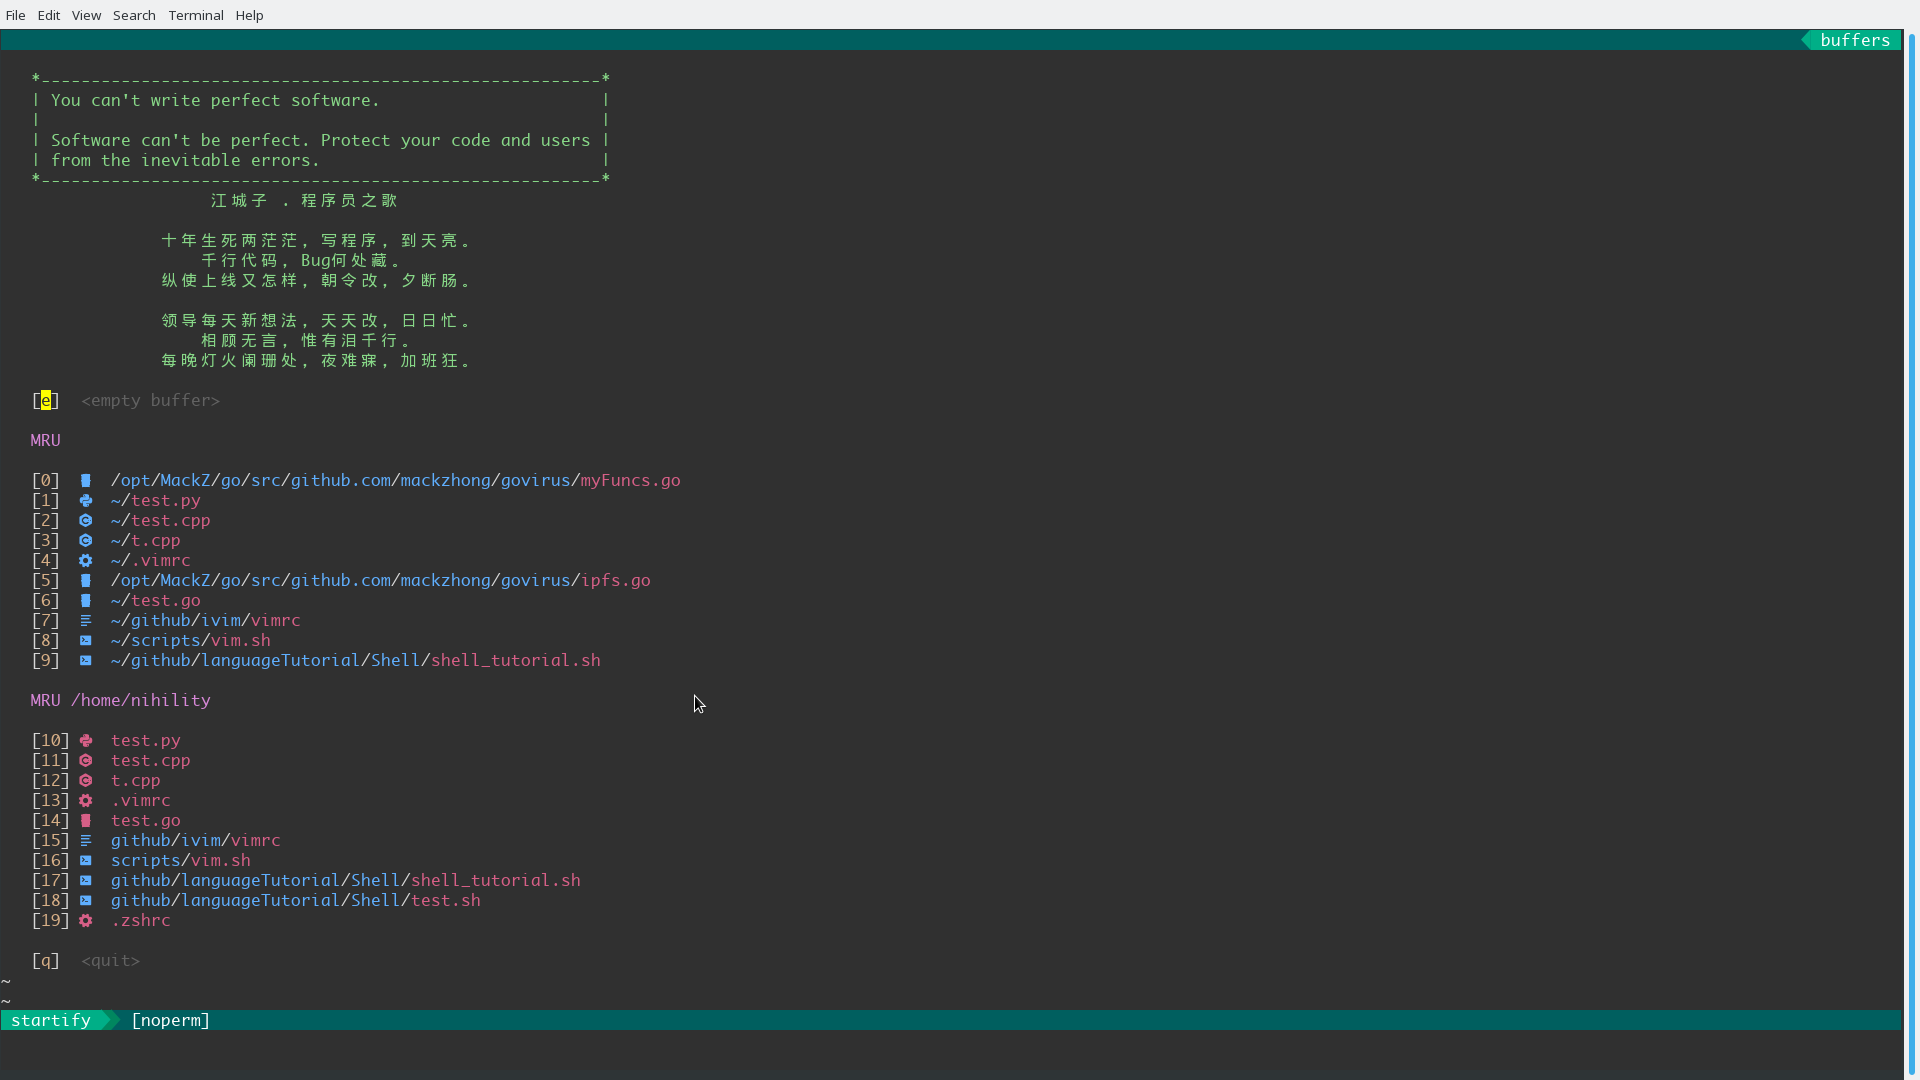 File Edit View Search Terminal Help
buffers
*--------------------------------------------------------*
| You can't write perfect software.                      |
|                                                        |
| Software can't be perfect. Protect your code and users |
| from the inevitable errors.                            |
*--------------------------------------------------------*
江城子 . 程序员之歌
十年生死两茫茫, 写程序, 到天亮。
千行代码, Bug何处藏。
纵使上线又怎样, 朝令改, 夕断肠。
领导每天新想法, 天天改, 日日忙。
相顾无言, 惟有泪千行。
每晚灯火阑珊处, 夜难寐, 加班狂。
[e] <empty buffer>
MRU
[0] /opt/MackZ/go/src/github.com/mackzhong/govirus/myFuncs.go
[1] ~/test.py
[2] ~/test.cpp
[3] ~/t.cpp
[4] ~/.vimrc
[5] /opt/MackZ/go/src/github.com/mackzhong/govirus/ipfs.go
[6] ~/test.go
[7] ~/github/ivim/vimrc
[8] ~/scripts/vim.sh
[9] ~/github/languageTutorial/Shell/shell_tutorial.sh
MRU /home/nihility
[10] test.py
[11] test.cpp
[12] t.cpp
[13] .vimrc
[14] test.go
[15] github/ivim/vimrc
[16] scripts/vim.sh
[17] github/languageTutorial/Shell/shell_tutorial.sh
[18] github/languageTutorial/Shell/test.sh
[19] .zshrc
[q] <quit>
~
~
startify [noperm]